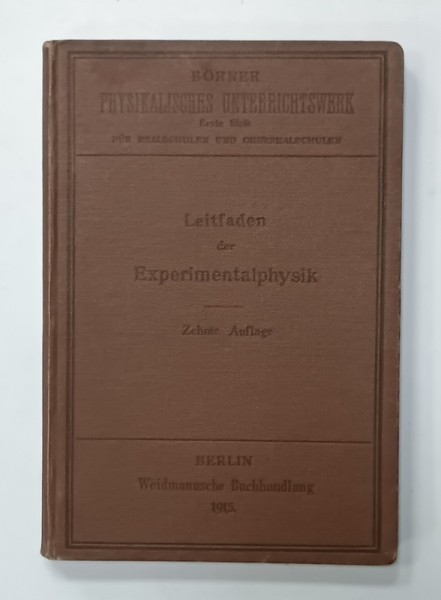 BÖRNER
PHYSIKALISCHES UNTERRICHTSWERK
Erste Stufe
FÜR REALSCHULEN UND OBERREALSCHULEN
Leitfaden
der
Experimentalphysik
Zehnte Auflage
BERLIN
Weidmannsche Buchhandlung
1915.